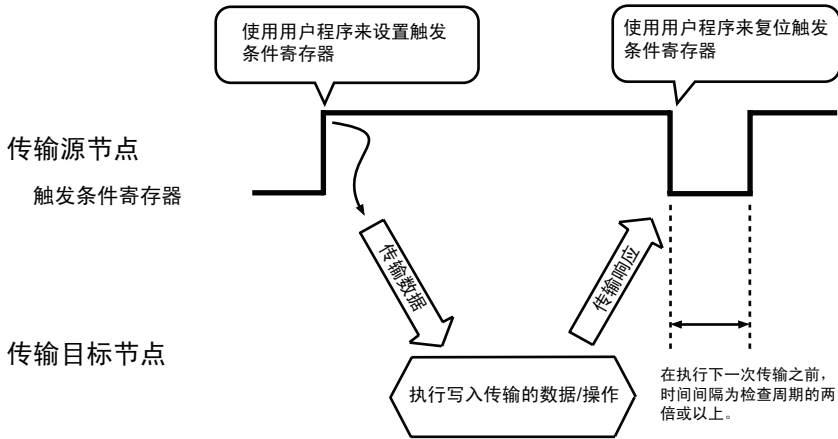 使用用户程序来设置触发
条件寄存器
使用用户程序来复位触发
条件寄存器
传输源节点
触发条件寄存器
传输数据
传输响应
传输目标节点
执行写入传输的数据/操作
在执行下一次传输之前，
时间间隔为检查周期的两
倍或以上。